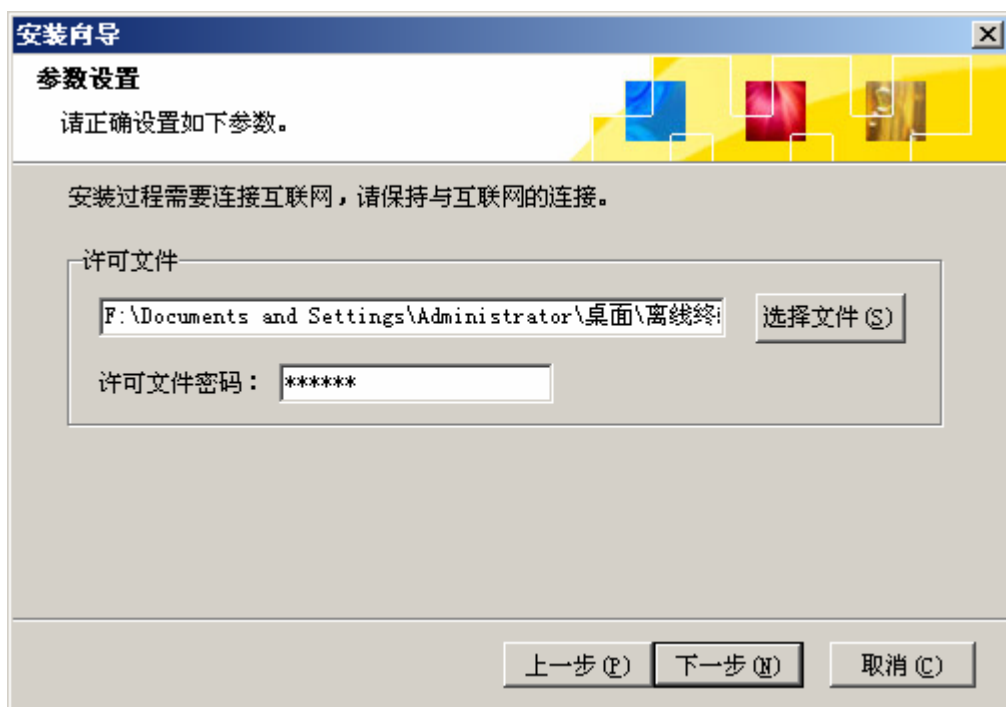 安装向导
参数设置
请正确设置如下参数。
安装过程需要连接互联网，请保持与互联网的连接。
许可文件
F:\Documents and Settings\Administrator\桌面\离线终
选择文件(S)
许可文件密码： ******
上一步(P) 下一步(N) 取消(C)